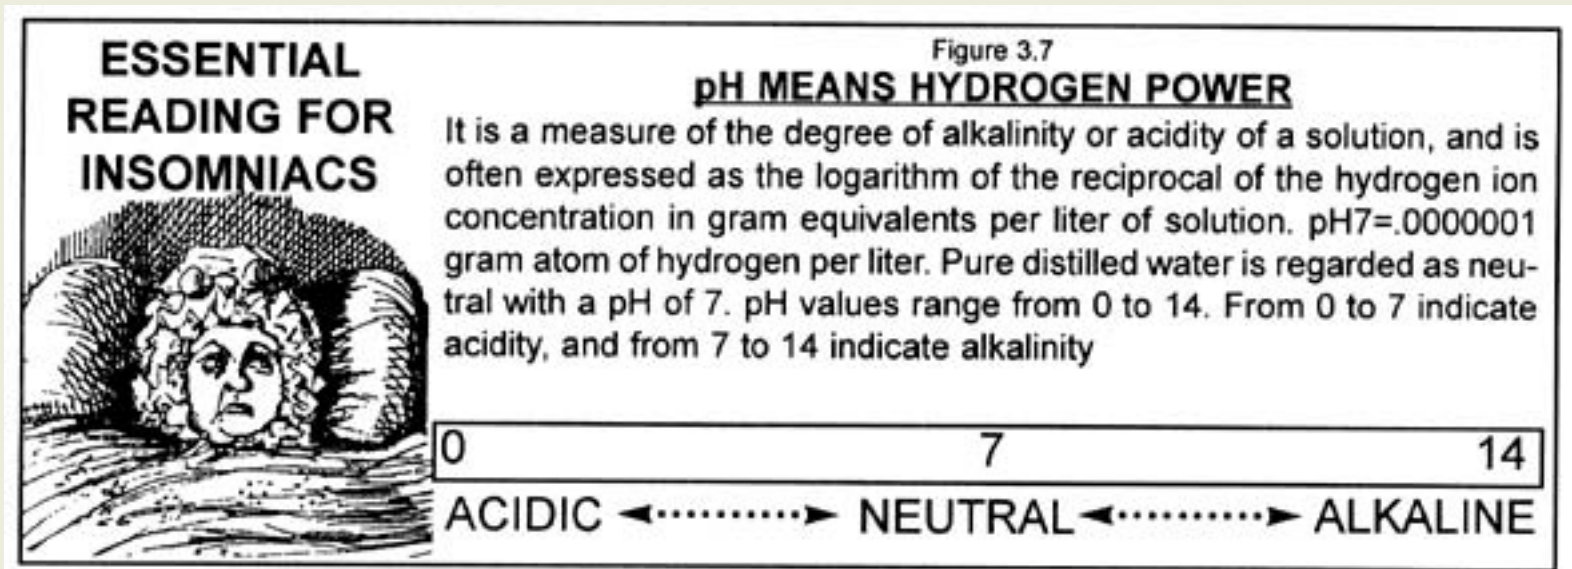 ESSENTIAL
READING FOR
INSOMNIACS
Figure 3.7
pH MEANS HYDROGEN POWER
It is a measure of the degree of alkalinity or acidity of a solution, and is
often expressed as the logarithm of the reciprocal of the hydrogen ion
concentration in gram equivalents per liter of solution. pH7=.0000001
gram atom of hydrogen per liter. Pure distilled water is regarded as neu-
tral with a pH of 7. pH values range from 0 to 14. From 0 to 7 indicate
acidity, and from 7 to 14 indicate alkalinity
0 7 14
ACIDIC NEUTRAL ALKALINE